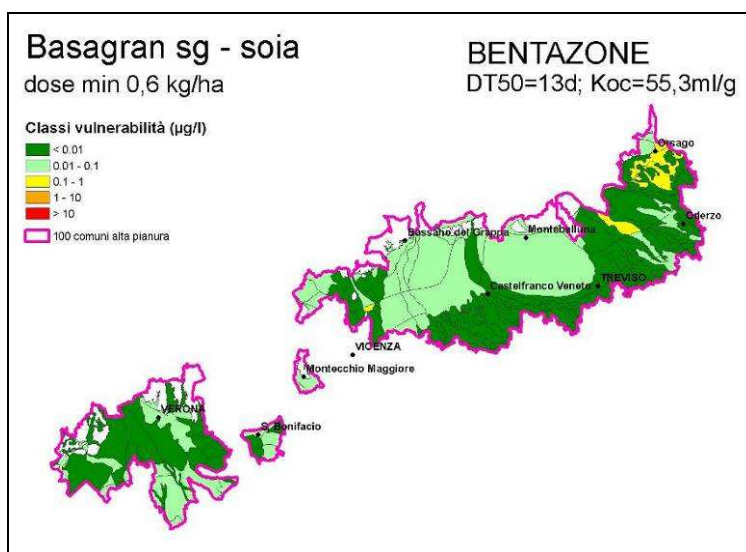 Basagran sg - soia
dose min 0,6 kg/ha
BENTAZONE
DT50=13d; Koc=55,3ml/g
Classi vulnerabilità (µg/l)
< 0.01
0.01 - 0.1
0.1 - 1
1 - 10
> 10
100 comuni alta pianura
Orsago
Oderzo
Bassano del Grappa
Montebelluna
Castelfranco Veneto
TREVISO
VICENZA
Montecchio Maggiore
VERONA
S. Bonifacio